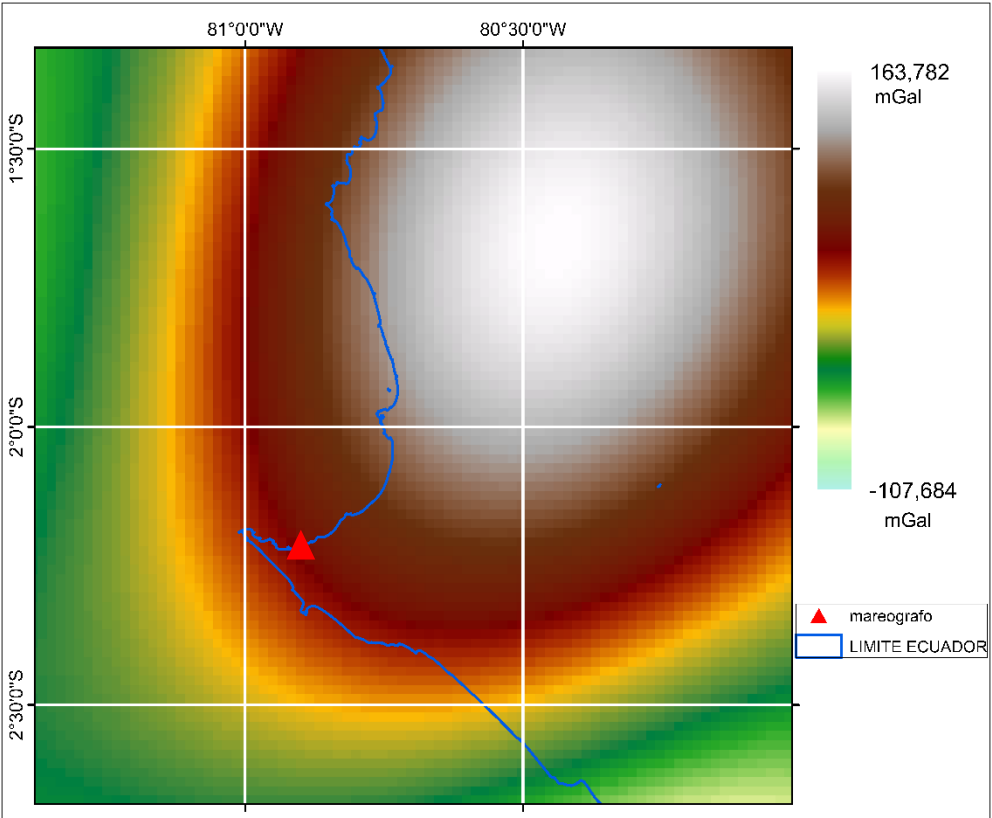 81°0'0"W
80°30'0"W
1°30'0"S
2°0'0"S
2°30'0"S
163,782
mGal
-107,684
mGal
mareografo
LIMITE ECUADOR